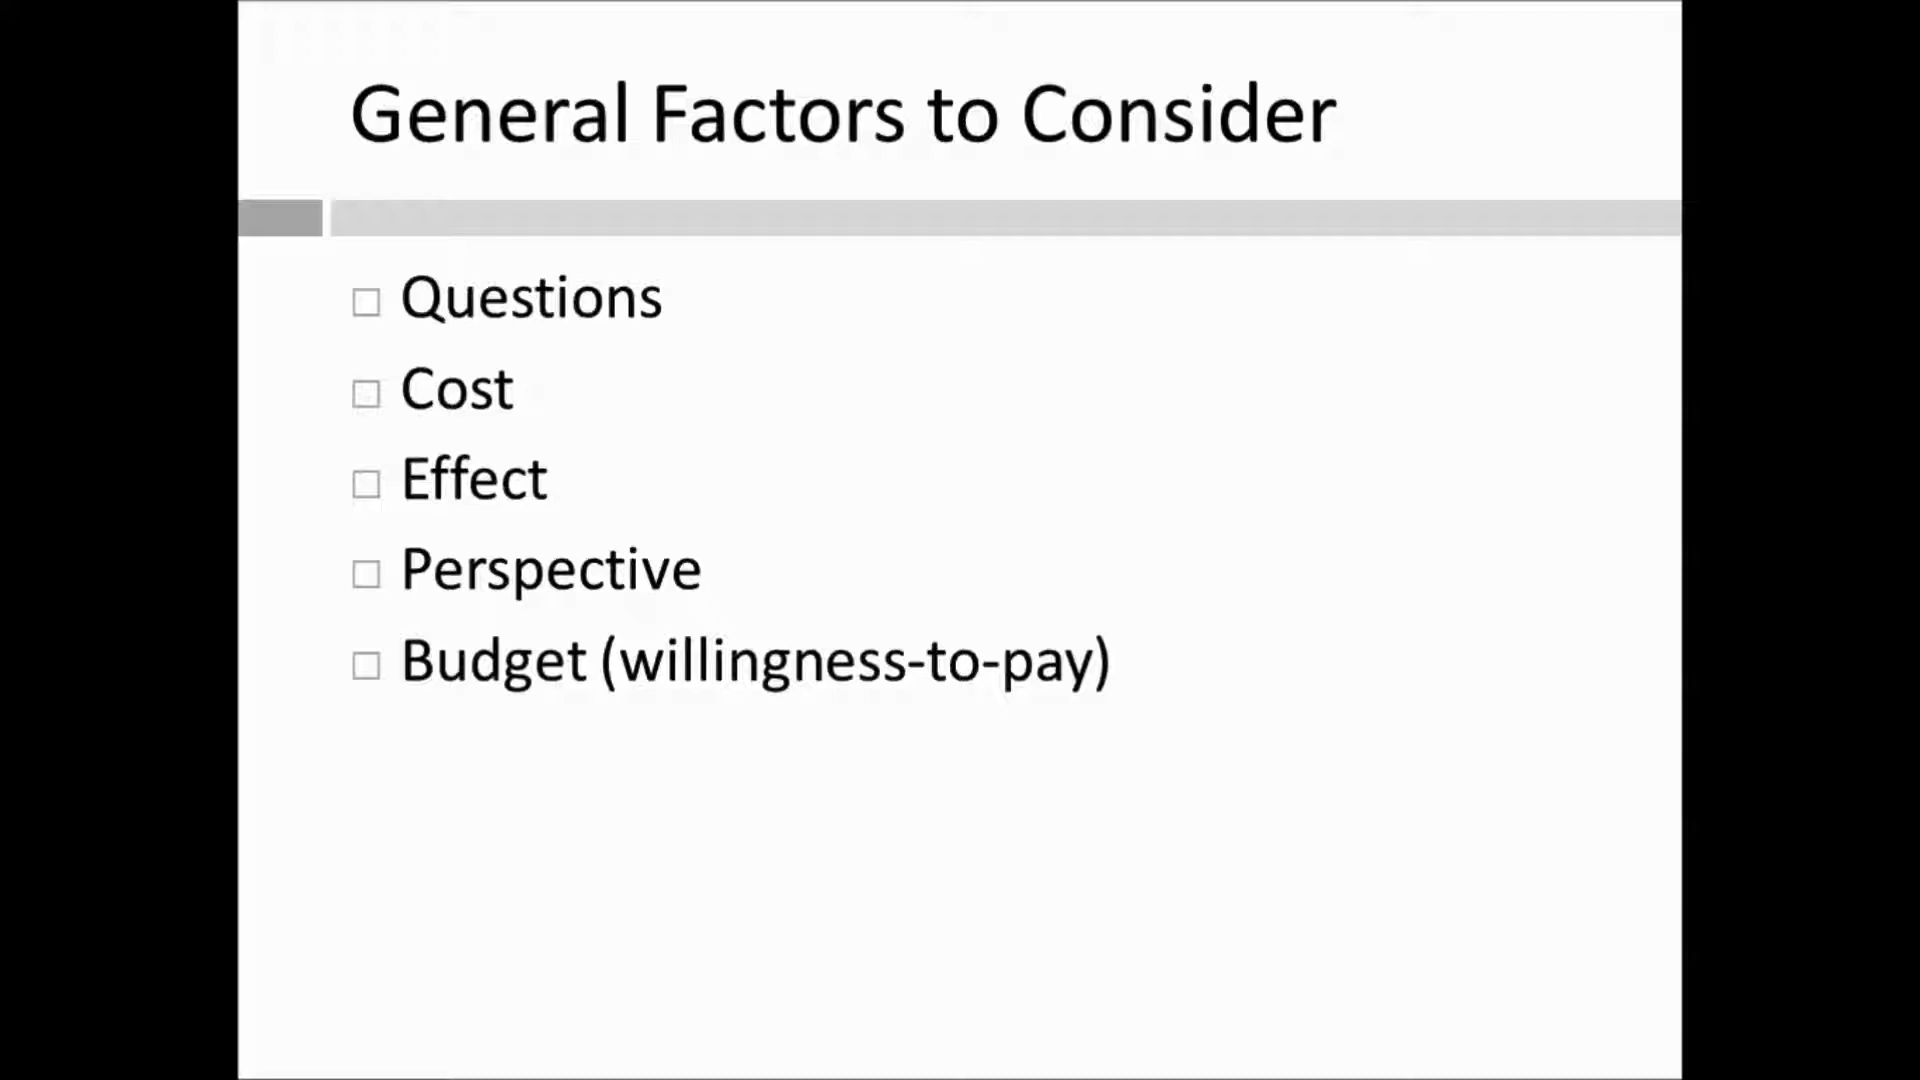 General Factors to Consider
Questions
Cost
Effect
Perspective
Budget (willingness-to-pay)